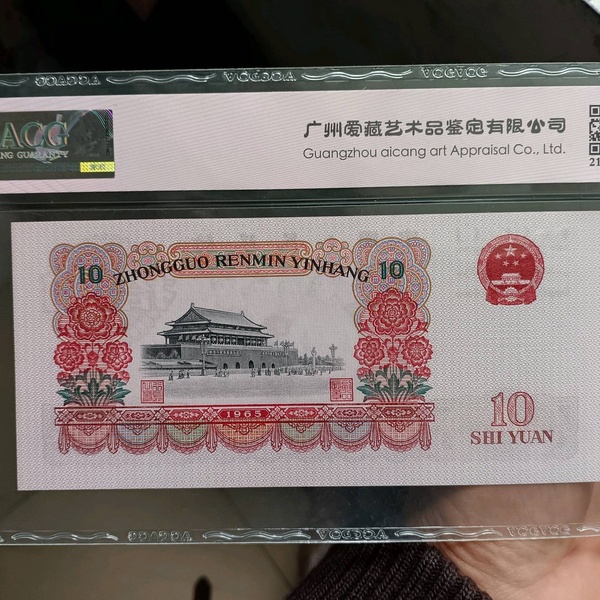 ACG
广州爱藏艺术品鉴定有限公司
Guangzhou aicang art Appraisal Co., Ltd.
21
10 ZHONGGUO RENMIN YINHANG 10
1965
10
SHI YUAN